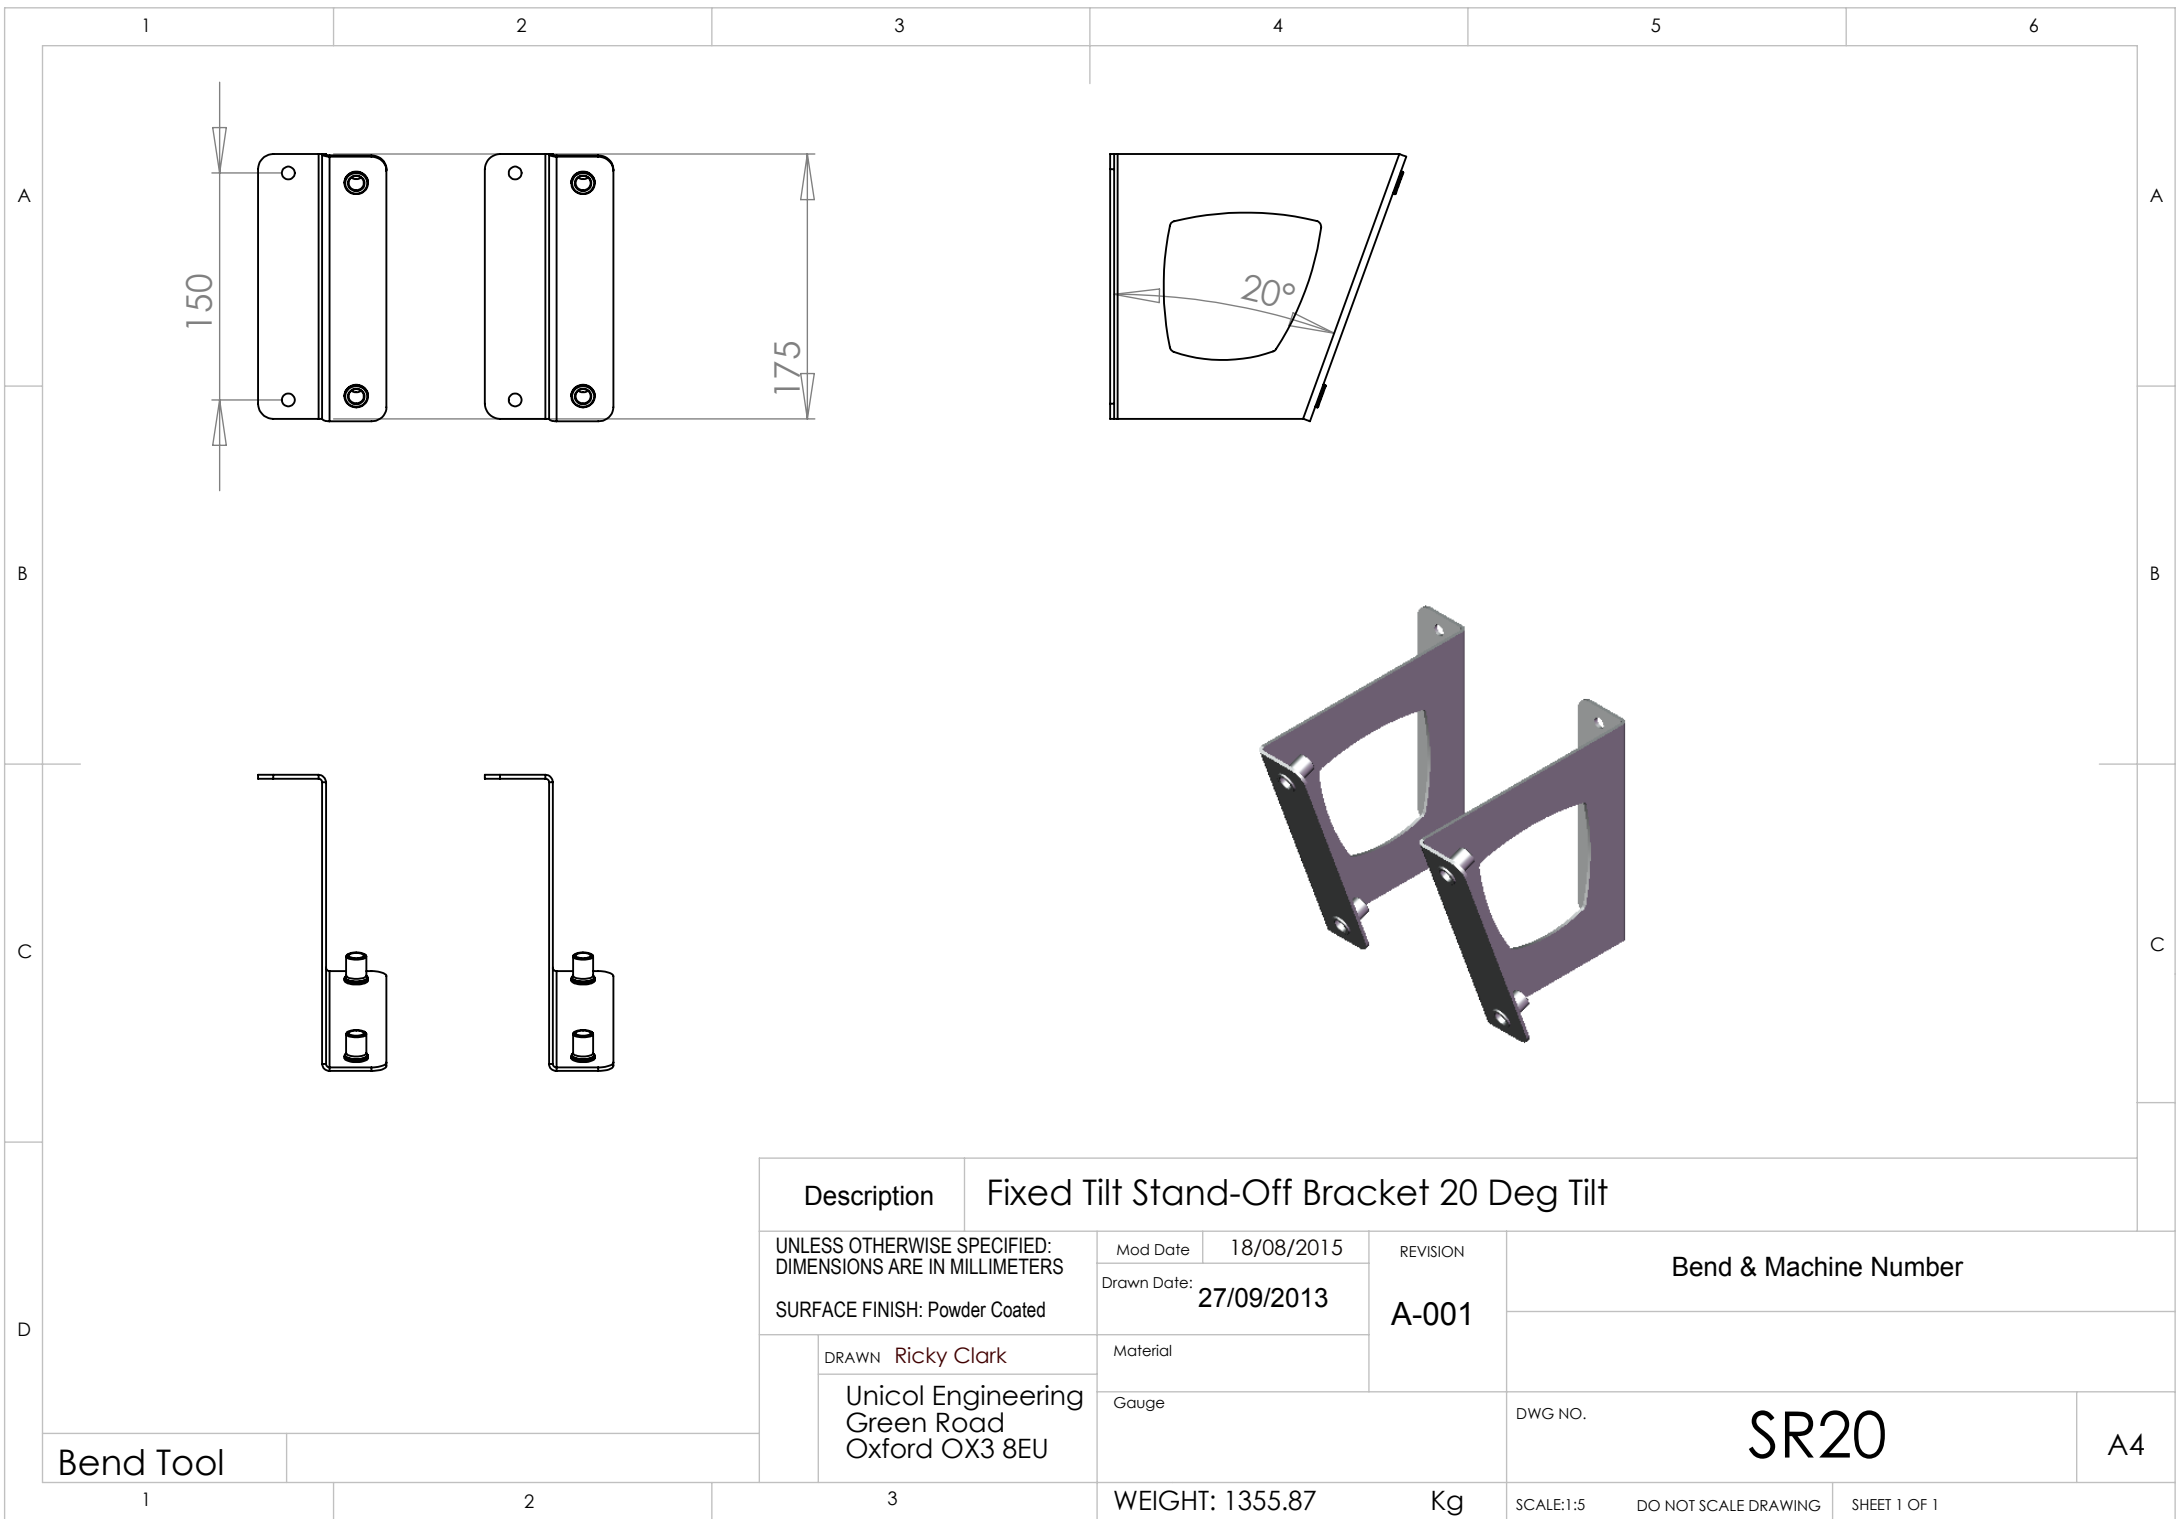 1 2 3 4 5 6
A A
150
20°
175
B B
C C
Description Fixed Tilt Stand-Off Bracket 20 Deg Tilt
UNLESS OTHERWISE SPECIFIED:
DIMENSIONS ARE IN MILLIMETERS
SURFACE FINISH: Powder Coated
Mod Date 18/08/2015
Drawn Date: 27/09/2013
REVISION
A-001
Bend & Machine Number
D D
DRAWN Ricky Clark
Material
Unicol Engineering
Green Road
Oxford OX3 8EU
Gauge
DWG NO. SR20
A4
Bend Tool
1 2 3
WEIGHT: 1355.87 Kg
SCALE:1:5 DO NOT SCALE DRAWING SHEET 1 OF 1